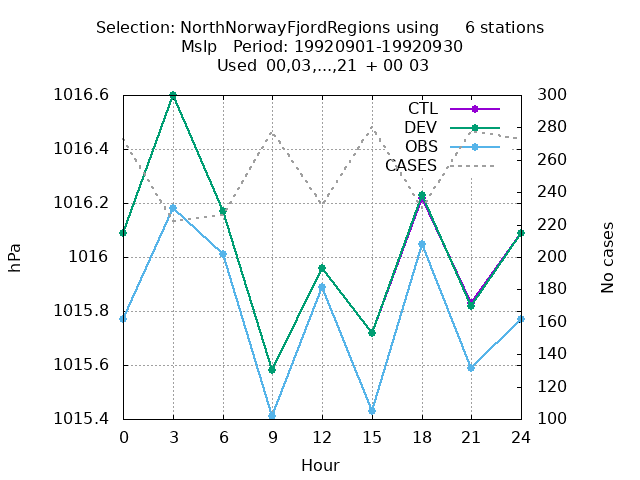 Selection: NorthNorwayFjordRegions using 6 stations
Mslp Period: 19920901-19920930
Used 00,03,...,21 + 00 03
1016.6
1016.4
1016.2
1016
1015.8
1015.6
1015.4
hPa
CTL
DEV
OBS
CASES
300
280
260
240
220
200
180
160
140
120
100
No cases
0 3 6 9 12 15 18 21 24
Hour